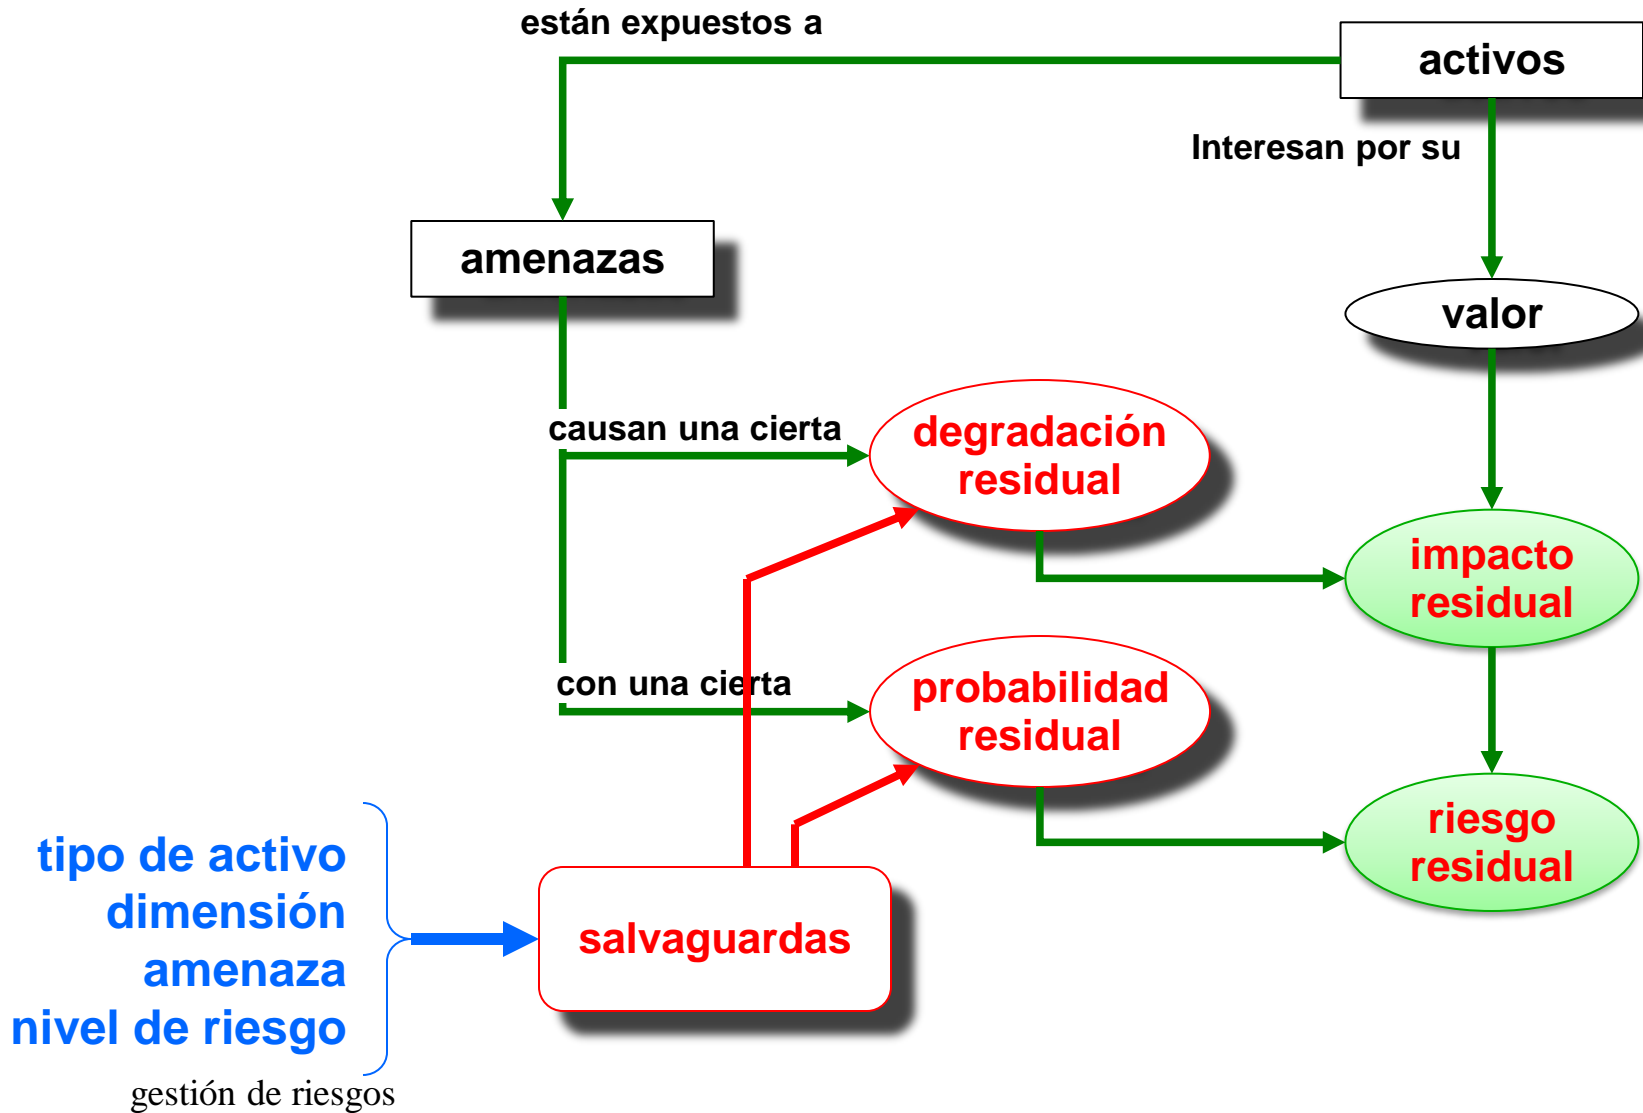 están expuestos a
activos
Interesan por su
amenazas
valor
causan una cierta
degradación
residual
impacto
residual
con una cierta
probabilidad
residual
riesgo
residual
tipo de activo
dimensión
amenaza
nivel de riesgo
salvaguardas
gestión de riesgos